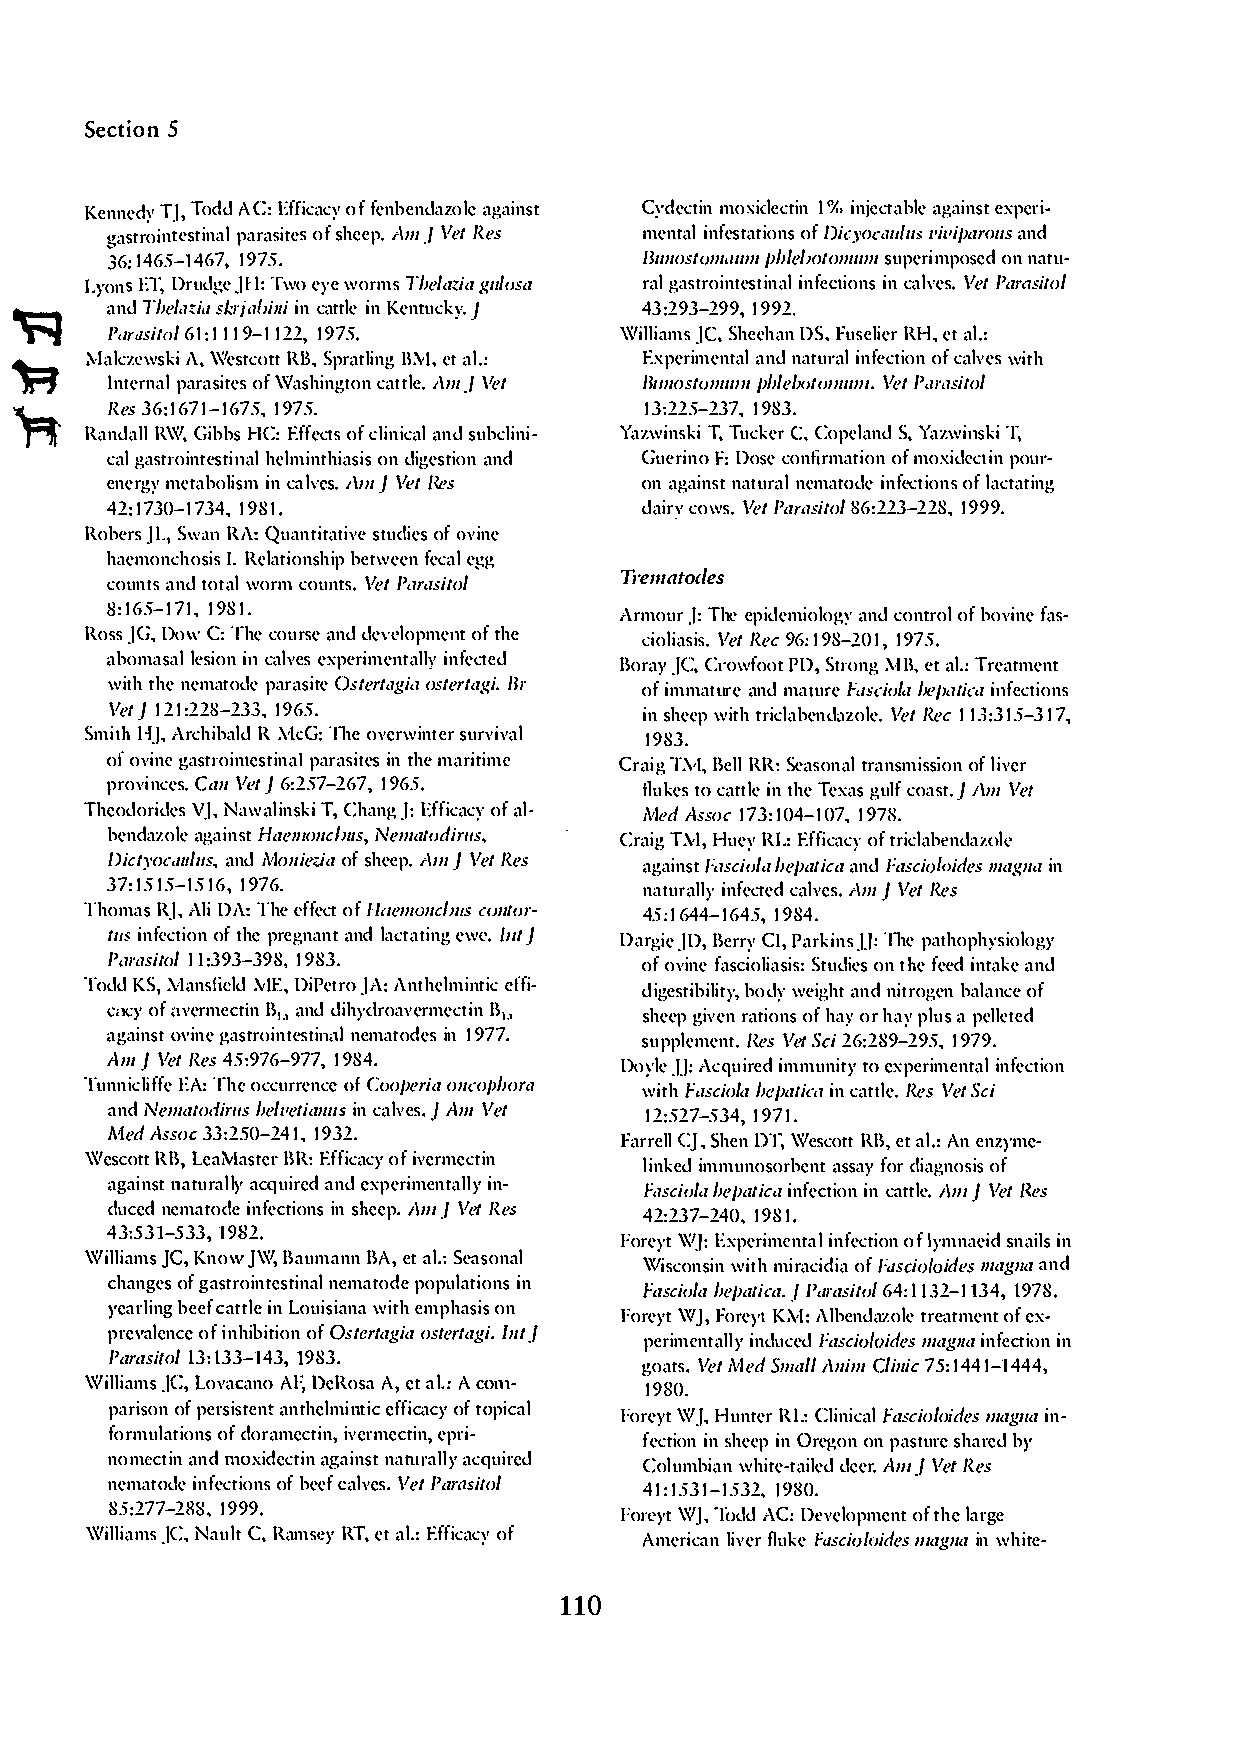 Section 5
Kennedy TJ, Todd AC: Efficacy of fenbendazole against
gastrointestinal parasites of sheep. Am J Vet Res
36:1465–1467, 1975.
Lyons ET, Drudge JH: Two eye worms Thelazia gulosa
and Thelazia skrjabini in cattle in Kentucky. J
Parasitol 61:1119–1122, 1975.
Malczewski A, Westcott RB, Spratling BM, et al.:
Internal parasites of Washington cattle. Am J Vet
Res 36:1671–1675, 1975.
Randall RW, Gibbs HC: Effects of clinical and subclini-
cal gastrointestinal helminthiasis on digestion and
energy metabolism in calves. Am J Vet Res
42:1730–1734, 1981.
Robers JL, Swan RA: Quantitative studies of ovine
haemonchosis I. Relationship between fecal egg
counts and total worm counts. Vet Parasitol
8:165–171, 1981.
Ross JG, Dow C: The course and development of the
abomasal lesion in calves experimentally infected
with the nematode parasite Ostertagia ostertagi. Br
Vet J 121:228–233, 1965.
Smith HJ, Archibald R McG: The overwinter survival
of ovine gastrointestinal parasites in the maritime
provinces. Can Vet J 6:257–267, 1965.
Theodorides VJ, Nawalinski T, Chang J: Efficacy of al-
bendazole against Haemonchus, Nematodirus,
Dictyocaulus, and Moniezia of sheep. Am J Vet Res
37:1515–1516, 1976.
Thomas RJ, Ali DA: The effect of Haemonchus contor-
tus infection of the pregnant and lactating ewe. Int J
Parasitol 11:393–398, 1983.
Todd KS, Mansfield ME, DiPetro JA: Anthelmintic effi-
cacy of avermectin B1a and dihydroavermectin B1a
against ovine gastrointestinal nematodes in 1977.
Am J Vet Res 45:976–977, 1984.
Tunnicliffe EA: The occurrence of Cooperia oncophora
and Nematodirus helvetianus in calves. J Am Vet
Med Assoc 33:250–241, 1932.
Wescott RB, LeaMaster BR: Efficacy of ivermectin
against naturally acquired and experimentally in-
duced nematode infections in sheep. Am J Vet Res
43:531–533, 1982.
Williams JC, Know JW, Baumann BA, et al.: Seasonal
changes of gastrointestinal nematode populations in
yearling beef cattle in Louisiana with emphasis on
prevalence of inhibition of Ostertagia ostertagi. Int J
Parasitol 13:133–143, 1983.
Williams JC, Lovacano AF, DeRosa A, et al.: A com-
parison of persistent anthelmintic efficacy of topical
formulations of doramectin, ivermectin, epri-
nomectin and moxidectin against naturally acquired
nematode infections of beef calves. Vet Parasitol
85:277–288, 1999.
Williams JC, Nault C, Ramsey RT, et al.: Efficacy of
Cydectin moxidectin 1% injectable against experi-
mental infestations of Dicyocaulus viviparous and
Bunostomaum phlebotomum superimposed on natu-
ral gastrointestinal infections in calves. Vet Parasitol
43:293–299, 1992.
Williams JC, Sheehan DS, Fuselier RH, et al.:
Experimental and natural infection of calves with
Bunostomum phlebotomum. Vet Parasitol
13:225–237, 1983.
Yazwinski T, Tucker C, Copeland S, Yazwinski T,
Guerino F: Dose confirmation of moxidectin pour-
on against natural nematode infections of lactating
dairy cows. Vet Parasitol 86:223–228, 1999.
Trematodes
Armour J: The epidemiology and control of bovine fas-
cioliasis. Vet Rec 96:198–201, 1975.
Boray JC, Crowfoot PD, Strong MB, et al.: Treatment
of immature and mature Fasciola hepatica infections
in sheep with triclabendazole. Vet Rec 113:315–317,
1983.
Craig TM, Bell RR: Seasonal transmission of liver
flukes to cattle in the Texas gulf coast. J Am Vet
Med Assoc 173:104–107, 1978.
Craig TM, Huey RL: Efficacy of triclabendazole
against Fasciola hepatica and Fascioloides magna in
naturally infected calves. Am J Vet Res
45:1644–1645, 1984.
Dargie JD, Berry CI, Parkins JJ: The pathophysiology
of ovine fascioliasis: Studies on the feed intake and
digestibility, body weight and nitrogen balance of
sheep given rations of hay or hay plus a pelleted
supplement. Res Vet Sci 26:289–295, 1979.
Doyle JJ: Acquired immunity to experimental infection
with Fasciola hepatica in cattle. Res Vet Sci
12:527–534, 1971.
Farrell CJ, Shen DT, Wescott RB, et al.: An enzyme-
linked immunosorbent assay for diagnosis of
Fasciola hepatica infection in cattle. Am J Vet Res
42:237–240, 1981.
Foreyt WJ: Experimental infection of lymnaeid snails in
Wisconsin with miracidia of Fascioloides magna and
Fasciola hepatica. J Parasitol 64:1132–1134, 1978.
Foreyt WJ, Foreyt KM: Albendazole treatment of ex-
perimentally induced Fascioloides magna infection in
goats. Vet Med Small Anim Clinic 75:1441–1444,
1980.
Foreyt WJ, Hunter RL: Clinical Fascioloides magna in-
fection in sheep in Oregon on pasture shared by
Columbian white-tailed deer. Am J Vet Res
41:1531–1532, 1980.
Foreyt WJ, Todd AC: Development of the large
American liver fluke Fascioloides magna in white-
110